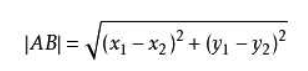 |AB| = √(x₁ − x₂)² + (y₁ − y₂)²